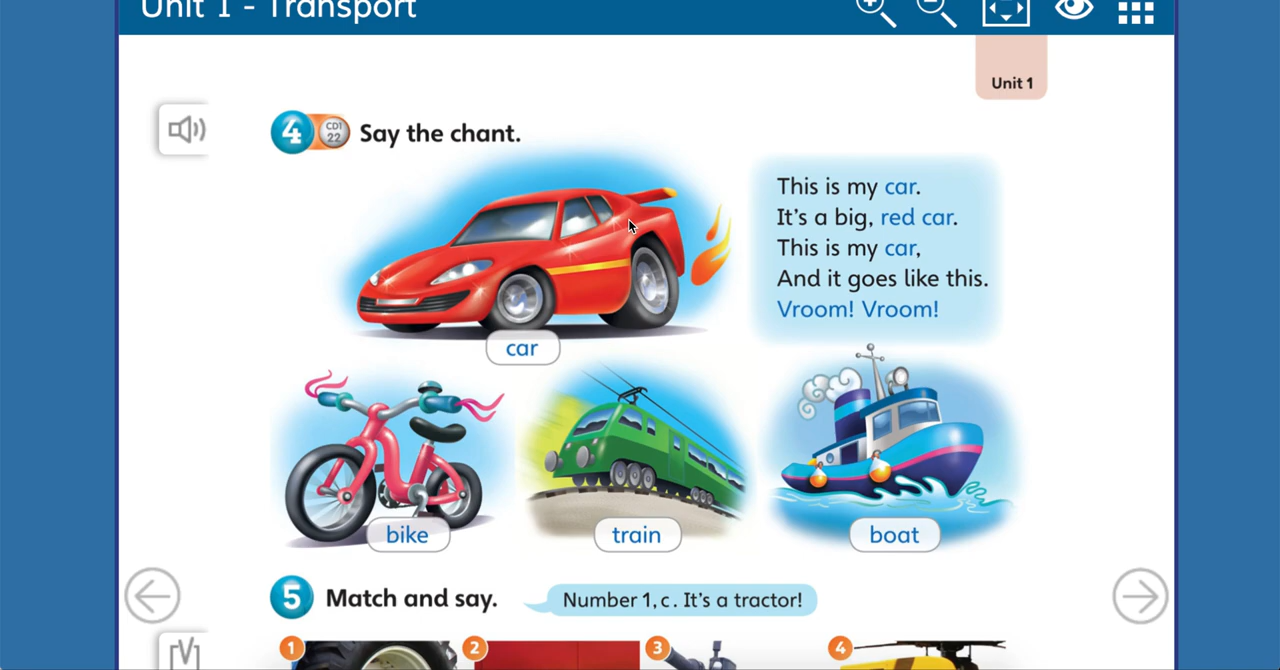 Unit 1 - Transport
Unit 1
4 CD1 22 Say the chant.
This is my car.
It's a big, red car.
This is my car,
And it goes like this.
Vroom! Vroom!
car
bike
train
boat
5 Match and say.
Number 1, c. It's a tractor!
1
2
3
4